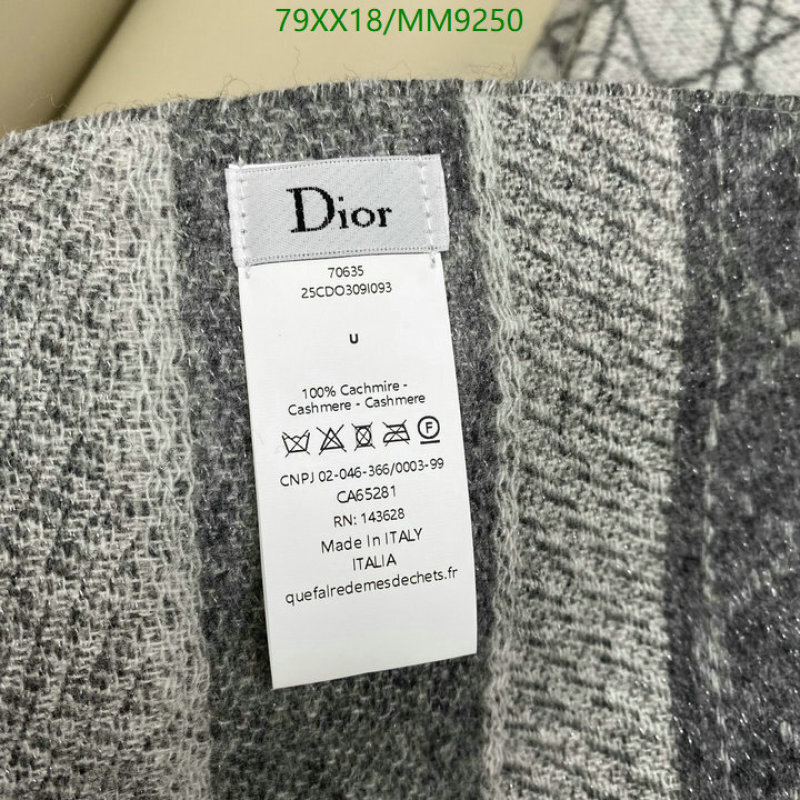 79XX18/MM9250
Dior
70635
25CDO309I093
U
100% Cachmire -
Cashmere - Cashmere
F
CNPJ 02-046-366/0003-99
CA65281
RN: 143628
Made In ITALY
ITALIA
quefalredemesdechets.fr